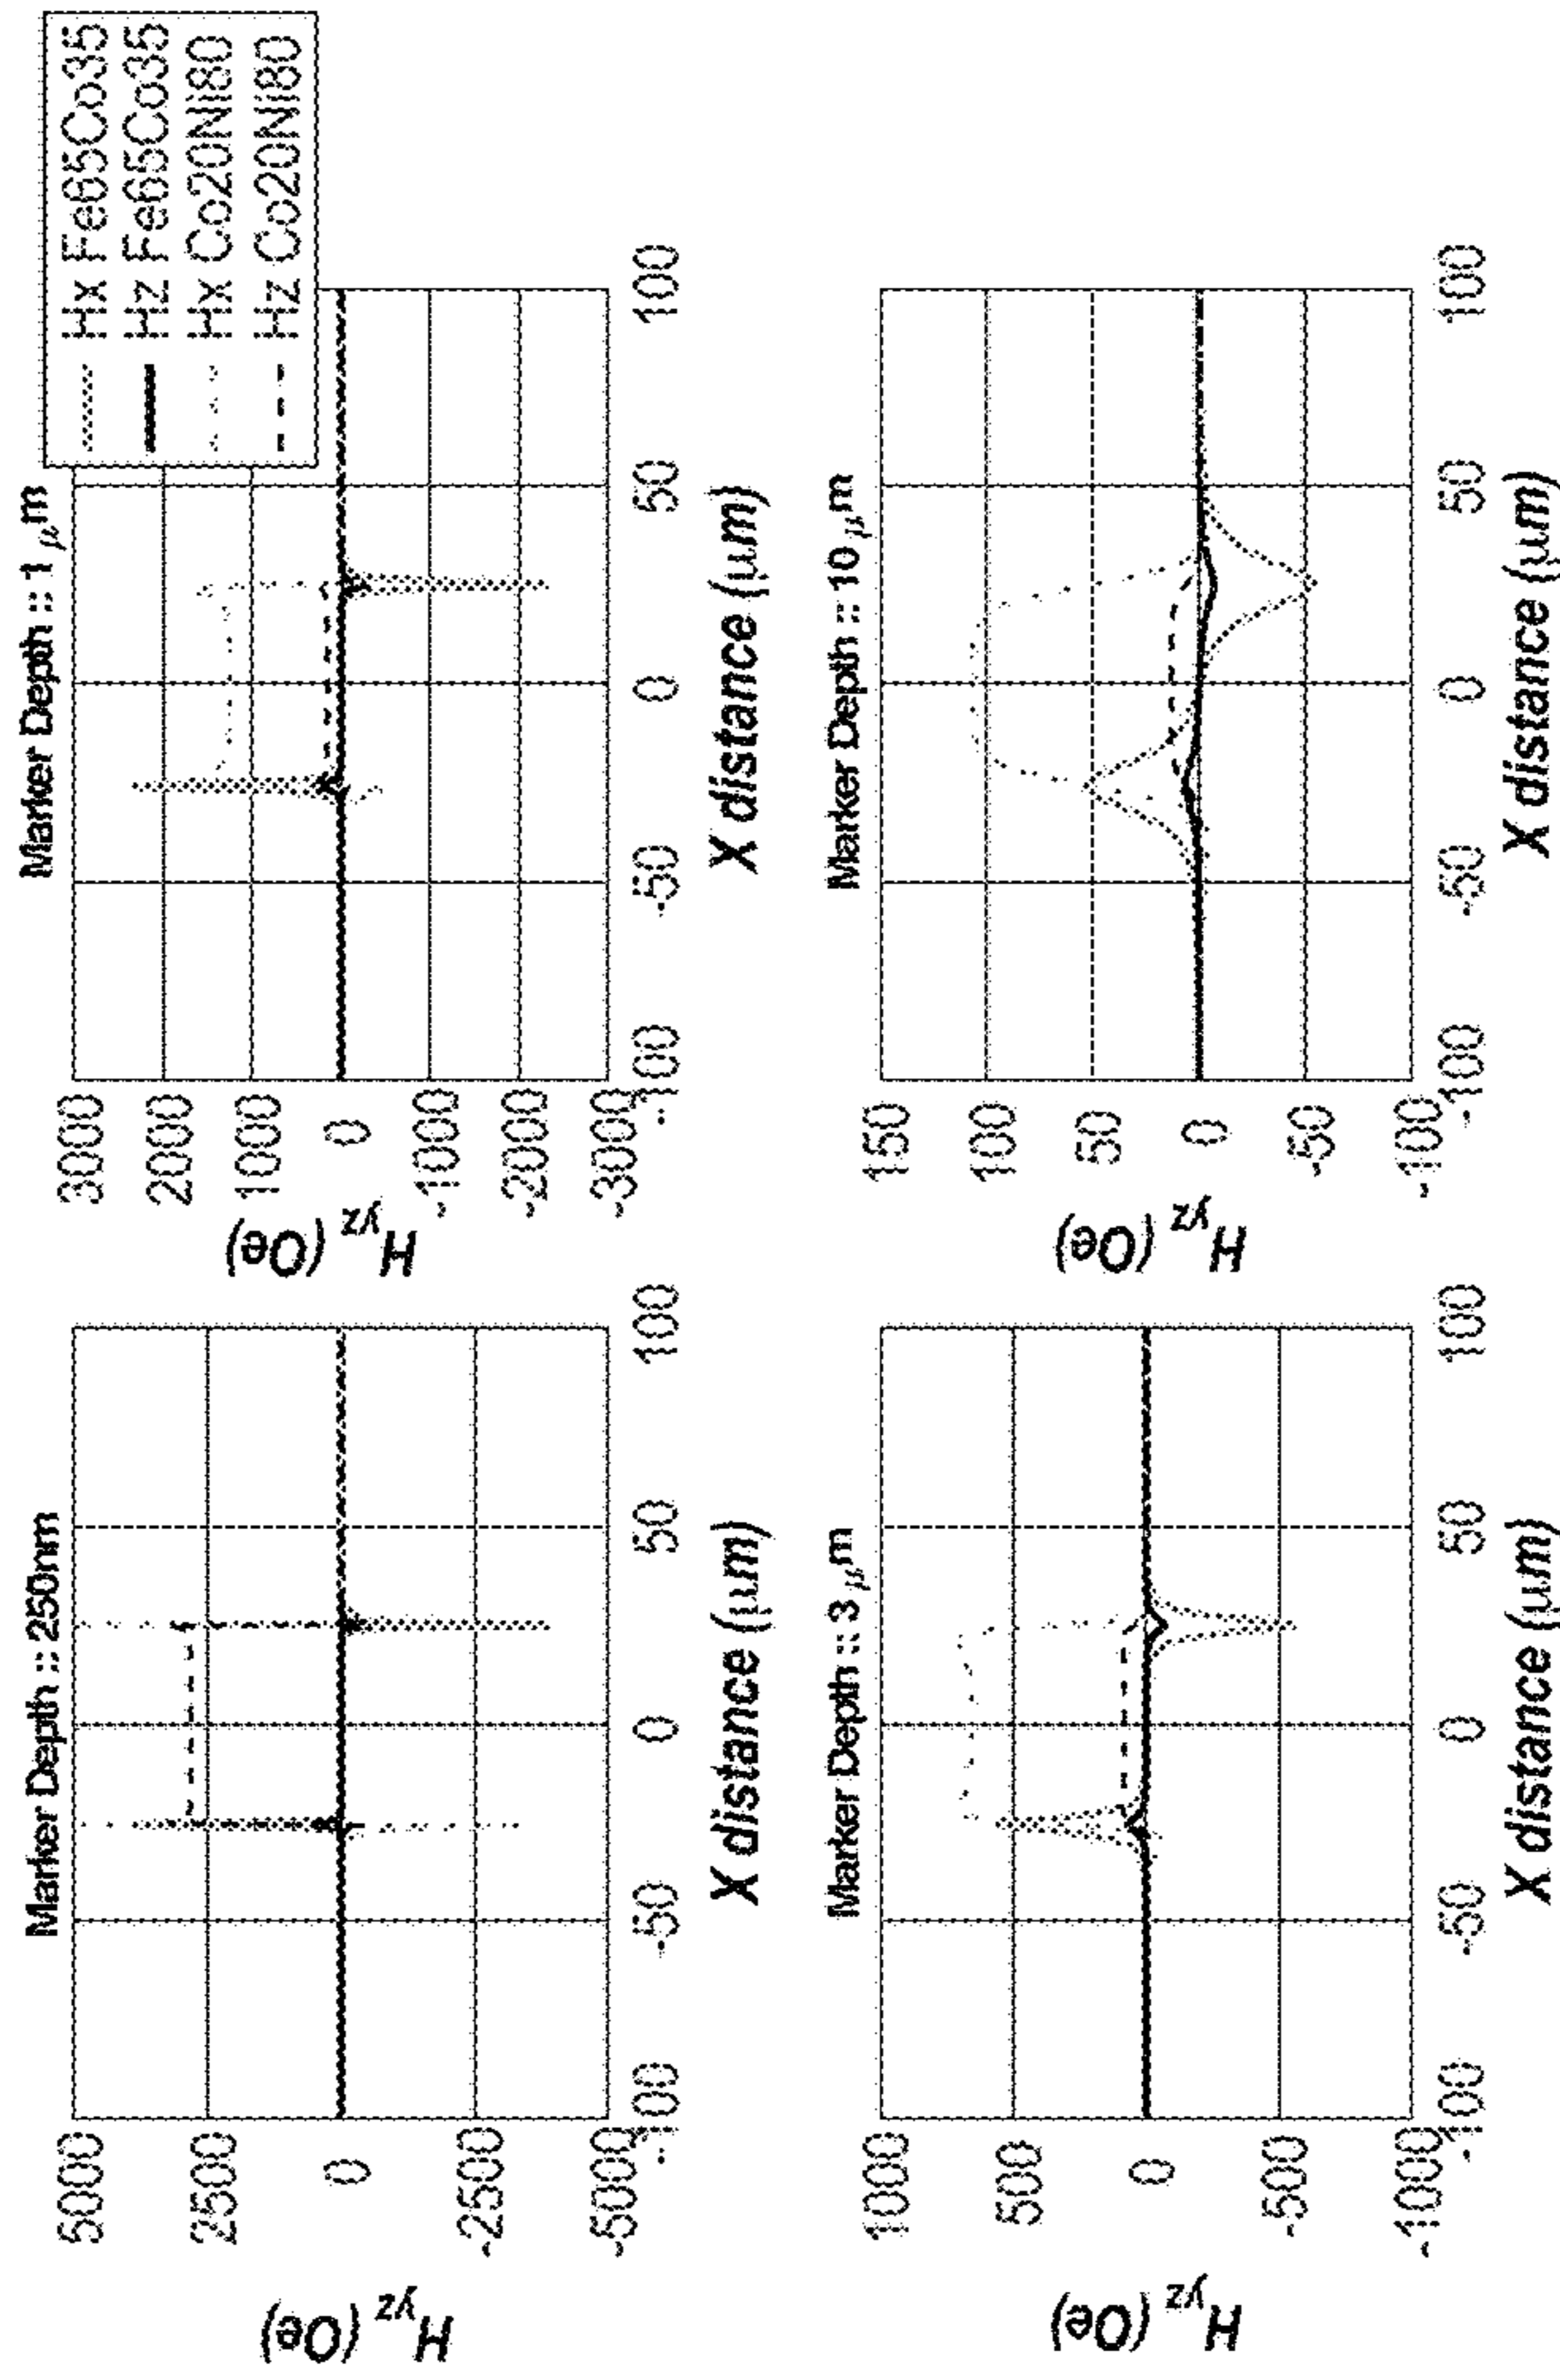 Marker Depth :: 250nm
5000
2500
0
-2500
-5000
H yz (Oe)
-100
-50
0
50
100
X distance (μm)
Marker Depth :: 1 μm
3000
2000
1000
0
-1000
-2000
-3000
H yz (Oe)
-100
-50
0
50
100
X distance (μm)
Hx Fe65Co35
Hz Fe65Co35
Hx Co20Ni80
Hz Co20Ni80
Marker Depth :: 3 μm
1000
500
0
-500
-1000
H yz (Oe)
-100
-50
0
50
100
X distance (μm)
Marker Depth :: 10 μm
150
100
50
0
-50
-100
H yz (Oe)
-100
-50
0
50
100
X distance (μm)